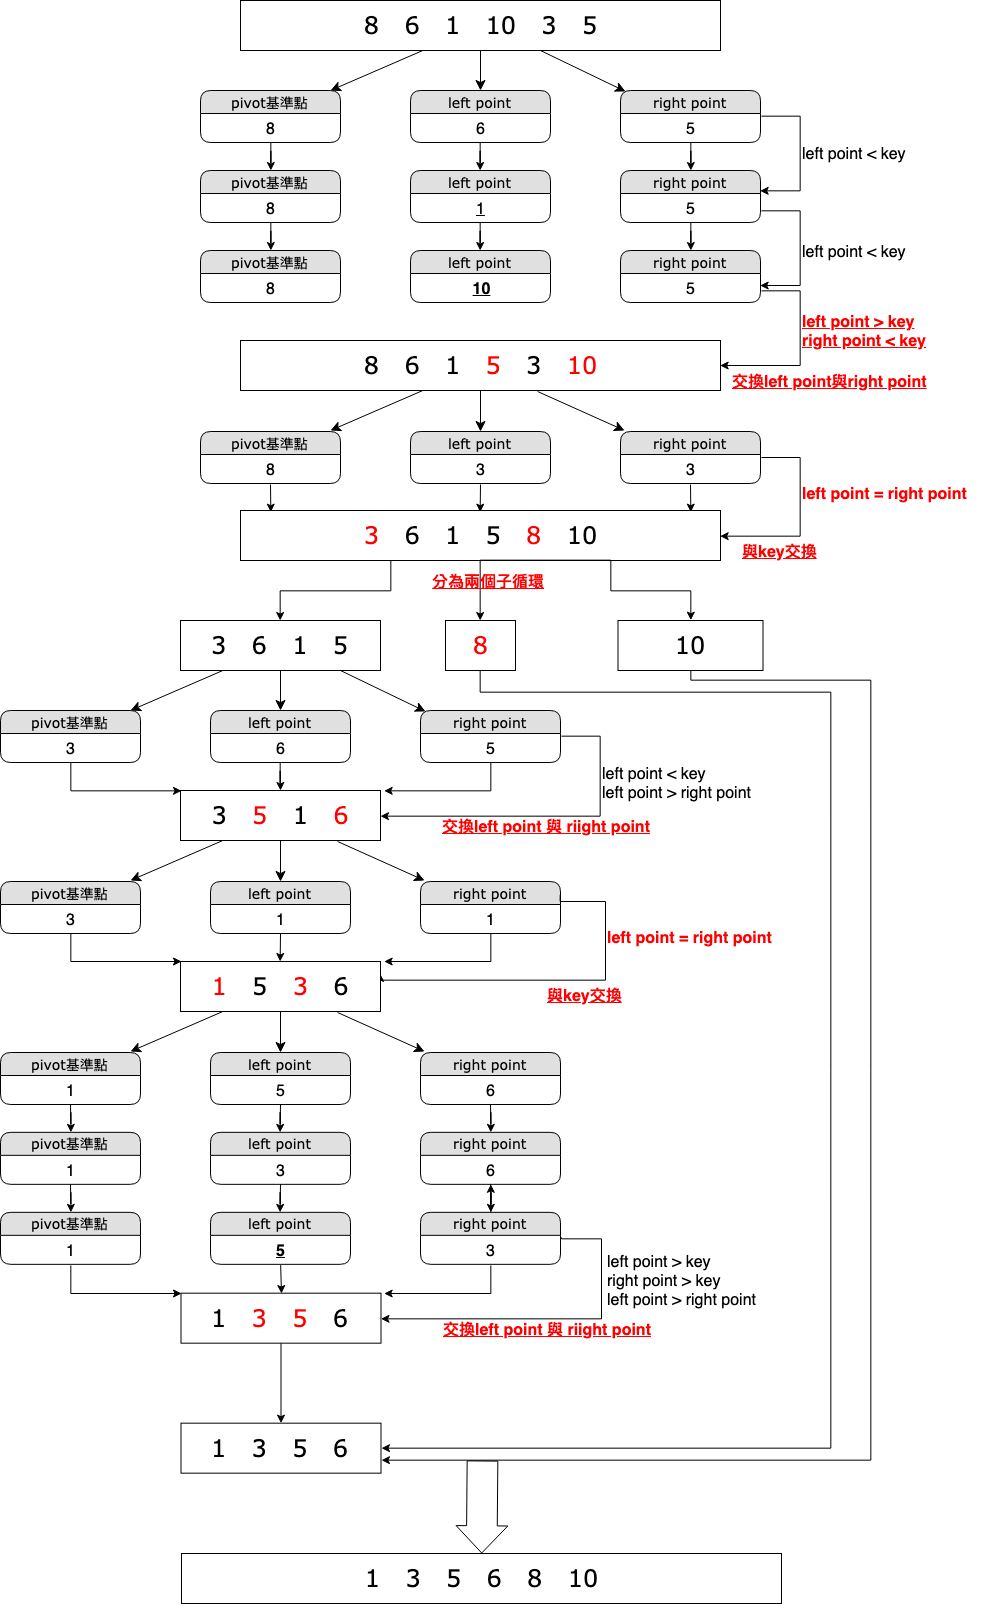 8 6 1 10 3 5
pivot基準點 left point right point
8 6 5
left point < key
pivot基準點 left point right point
8 1 5
left point < key
pivot基準點 left point right point
8 10 5
left point > key
right point < key
8 6 1 5 3 10
交換left point與right point
pivot基準點 left point right point
8 3 3
left point = right point
3 6 1 5 8 10
與key交換
分為兩個子循環
3 6 1 5
8
10
pivot基準點 left point right point
3 6 5
left point < key
left point > right point
3 5 1 6
交換left point 與 riight point
pivot基準點 left point right point
3 1 1
left point = right point
1 5 3 6
與key交換
pivot基準點 left point right point
1 5 6
pivot基準點 left point right point
1 3 6
pivot基準點 left point right point
1 5 3
left point > key
right point > key
left point > right point
1 3 5 6
交換left point 與 riight point
1 3 5 6
1 3 5 6 8 10